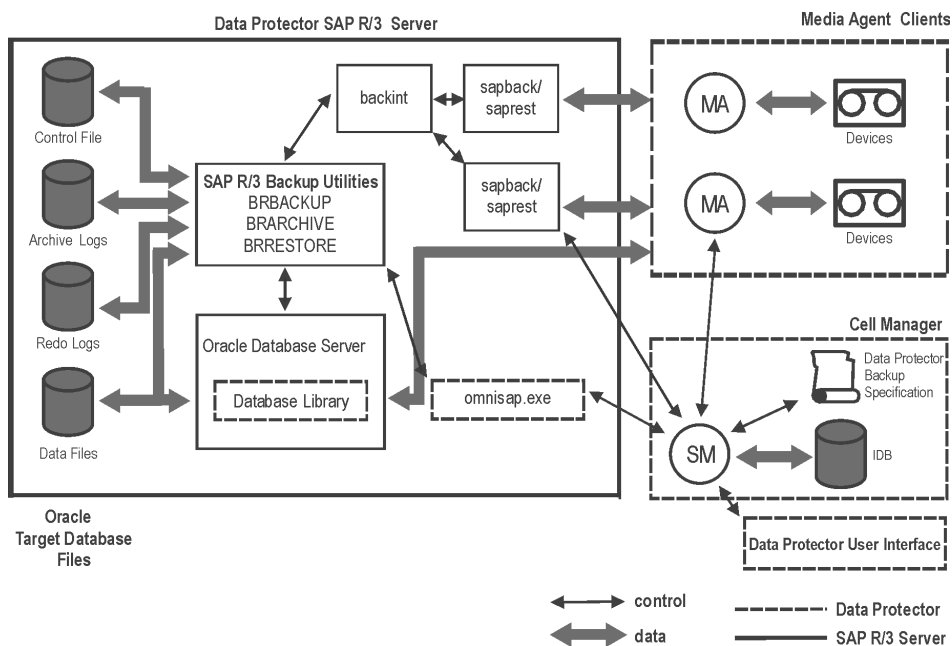 Data Protector SAP R/3 Server
Media Agent Clients
Control File
Archive Logs
Redo Logs
Data Files
backint
sapback/
saprest
sapback/
saprest
SAP R/3 Backup Utilities
BRBACKUP
BRARCHIVE
BRRESTORE
Oracle Database Server
Database Library
omnisap.exe
MA
Devices
MA
Devices
Cell Manager
Data Protector
Backup
Specification
SM
IDB
Data Protector User Interface
Oracle
Target Database
Files
control
data
Data Protector
SAP R/3 Server